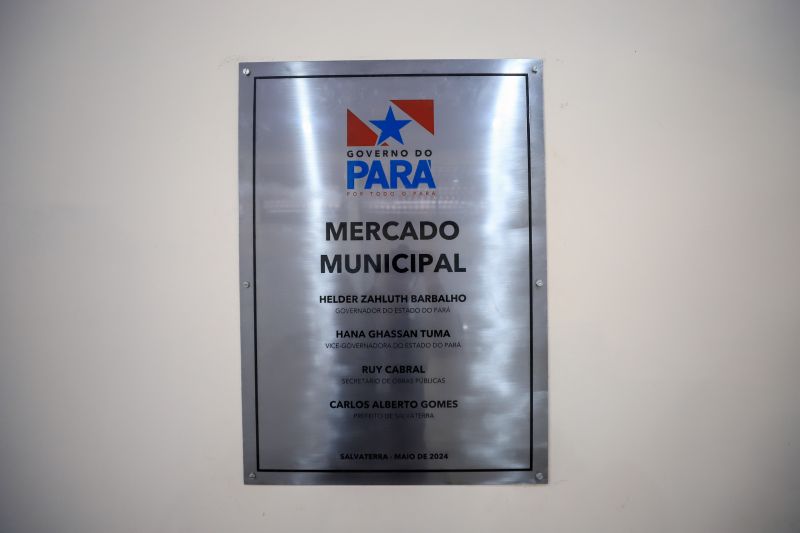 GOVERNO DO
PARÁ
POR TODO O PARÁ
MERCADO
MUNICIPAL
HELDER ZAHLUTH BARBALHO
GOVERNADOR DO ESTADO DO PARÁ
HANA GHASSAN TUMA
VICE-GOVERNADORA DO ESTADO DO PARÁ
RUY CABRAL
SECRETÁRIO DE OBRAS PÚBLICAS
CARLOS ALBERTO GOMES
PREFEITO DE SALVATERRA
SALVATERRA - MAIO DE 2024